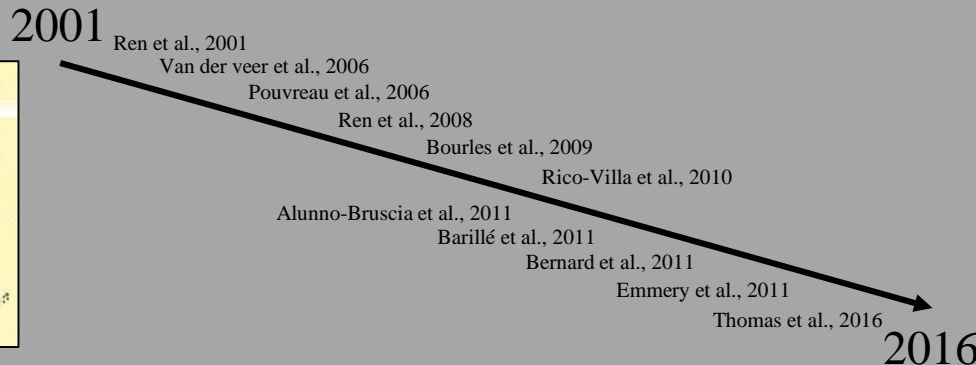 2001
Ren et al., 2001
Van der veer et al., 2006
Pouvreau et al., 2006
Ren et al., 2008
Bourles et al., 2009
Rico-Villa et al., 2010
Alunno-Bruscia et al., 2011
Barillé et al., 2011
Bernard et al., 2011
Emmery et al., 2011
Thomas et al., 2016
2016